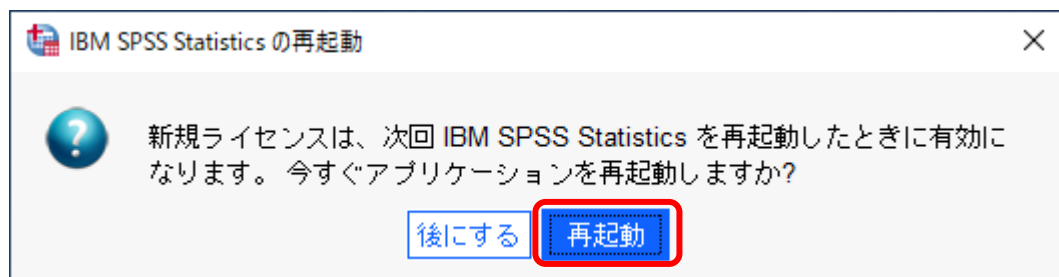 IBM SPSS Statistics の再起動
新規ライセンスは、次回 IBM SPSS Statistics を再起動したときに有効に
なります。 今すぐアプリケーションを再起動しますか?
後にする 再起動